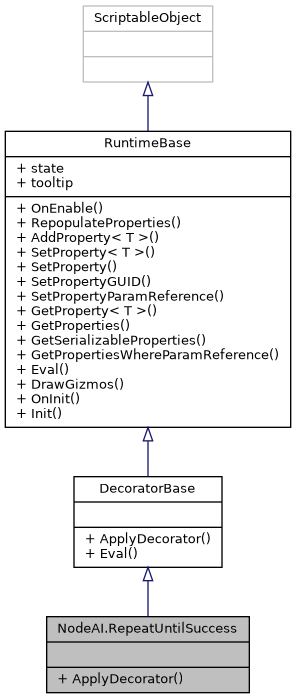 ScriptableObject
RuntimeBase
+ state
+ tooltip
+ OnEnable()
+ RepopulateProperties()
+ AddProperty< T >()
+ SetProperty< T >()
+ SetProperty()
+ SetPropertyGUID()
+ SetPropertyParamReference()
+ GetProperty< T >()
+ GetProperties()
+ GetSerializableProperties()
+ GetPropertiesWhereParamReference()
+ Eval()
+ DrawGizmos()
+ OnInit()
+ Init()
DecoratorBase
+ ApplyDecorator()
+ Eval()
NodeAI.RepeatUntilSuccess
+ ApplyDecorator()